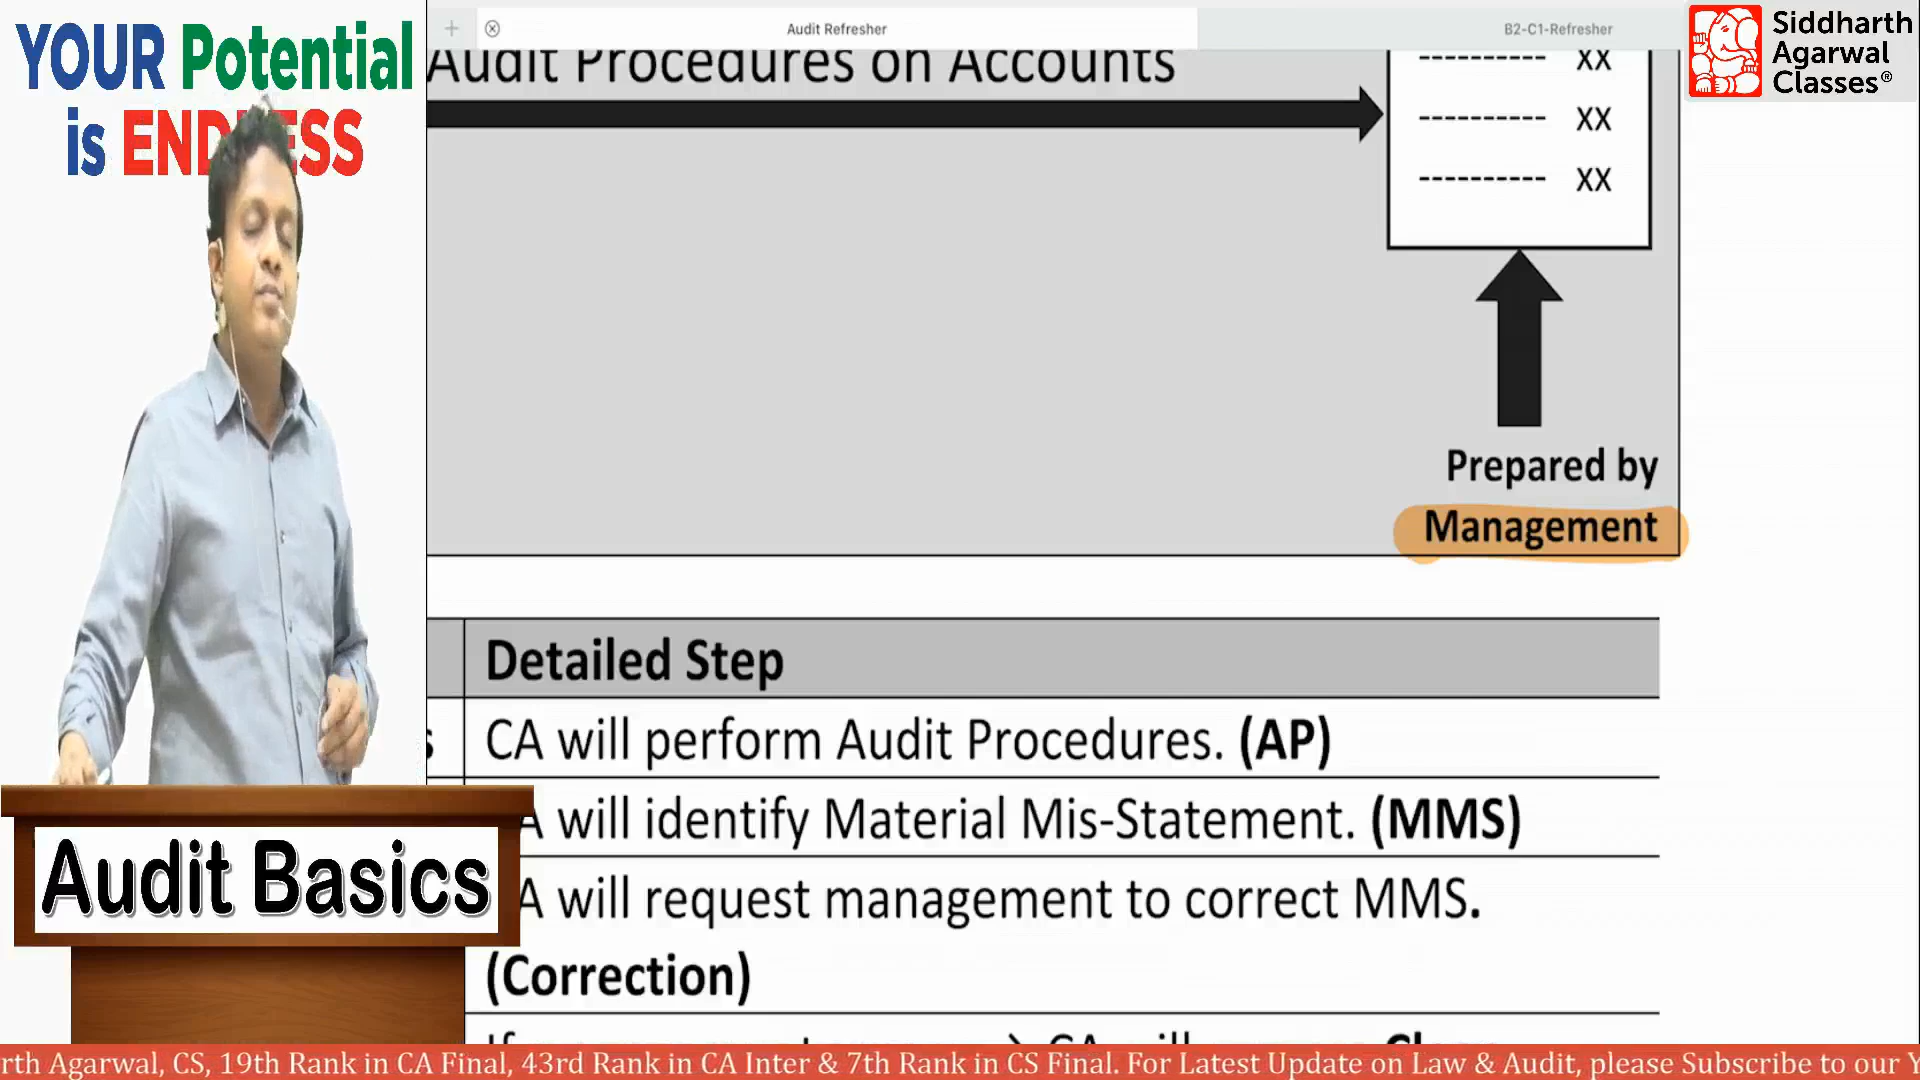 YOUR Potential
is ENDLESS
Audit Refresher
B2-C1-Refresher
Siddharth
Agarwal
Classes®
Audit Procedures on Accounts
---------- XX
---------- XX
---------- XX
Prepared by
Management
Detailed Step
s CA will perform Audit Procedures. (AP)
A will identify Material Mis-Statement. (MMS)
A will request management to correct MMS.
(Correction)
Audit Basics
rth Agarwal, CS, 19th Rank in CA Final, 43rd Rank in CA Inter & 7th Rank in CS Final. For Latest Update on Law & Audit, please Subscribe to our Y